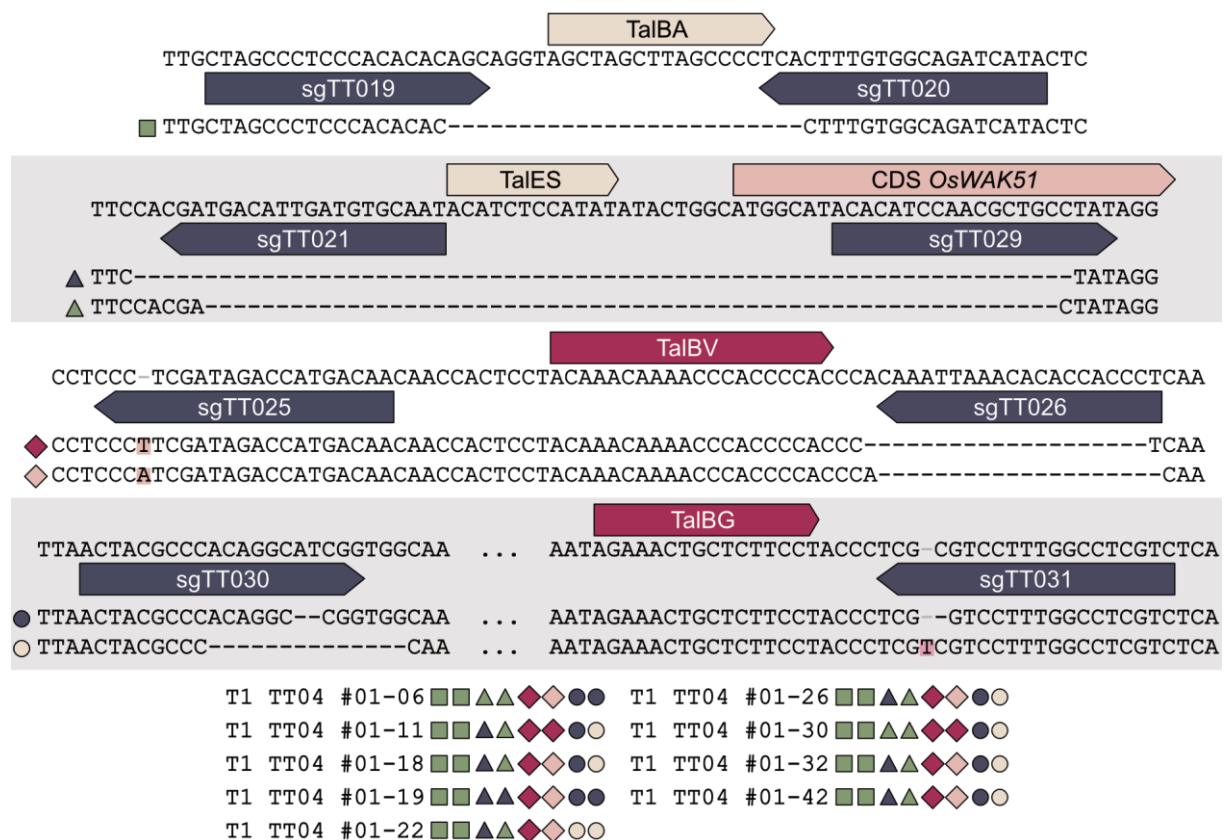 TalBA
TTGCTAGCCCTCCCACACACAGCAGGTAGCTAGCTTAGCCCCTCACTTTGTGGCAGATCATACTC
sgTT019 sgTT020
TTGCTAGCCCTCCCACACAC-------------------------CTTTGTGGCAGATCATACTC
TalES CDS OsWAK51
TTCCACGATGACATTGATGTGCAATACATCTCCATATATACTGGCATGGCATACACATCCAACGCTGCCTATAGG
sgTT021 sgTT029
TTC------------------------------------------------------------------TATAGG
TTCCACGA------------------------------------------------------------CTATAGG
TalBV
CCTCCC-TCGATAGACCATGACAACAACCACTCCTACAAACAAAACCCACCCCACCCACAAATTAAACACACCACCCTCAA
sgTT025 sgTT026
CCTCCCTTCGATAGACCATGACAACAACCACTCCTACAAACAAAACCCACCCCACCC--------------------TCAA
CCTCCCATCGATAGACCATGACAACAACCACTCCTACAAACAAAACCCACCCCACCCA--------------------CAA
TalBG
TTAACTACGCCCACAGGCATCGGTGGCAA ... AATAGAAACTGCTCTTCCTACCCTCG-CGTCCTTTGGCCTCGTCTCA
sgTT030 sgTT031
TTAACTACGCCCACAGGC--CGGTGGCAA ... AATAGAAACTGCTCTTCCTACCCTCG--GTCCTTTGGCCTCGTCTCA
TTAACTACGCCC--------------CAA ... AATAGAAACTGCTCTTCCTACCCTCGTCGTCCTTTGGCCTCGTCTCA
T1 TT04 #01-06 T1 TT04 #01-26
T1 TT04 #01-11 T1 TT04 #01-30
T1 TT04 #01-18 T1 TT04 #01-32
T1 TT04 #01-19 T1 TT04 #01-42
T1 TT04 #01-22